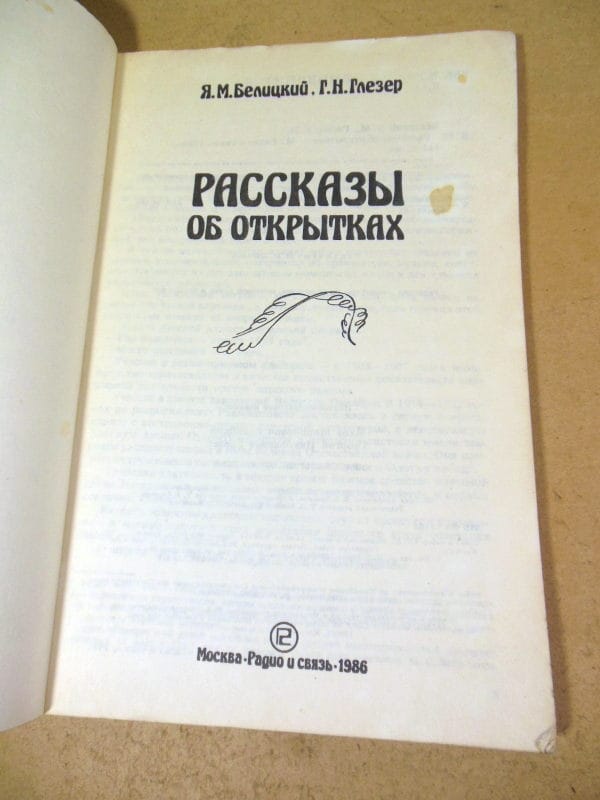 Я.М.Белицкий, Г.Н.Глезер
РАССКАЗЫ
ОБ ОТКРЫТКАХ
Москва·Радио и связь·1986